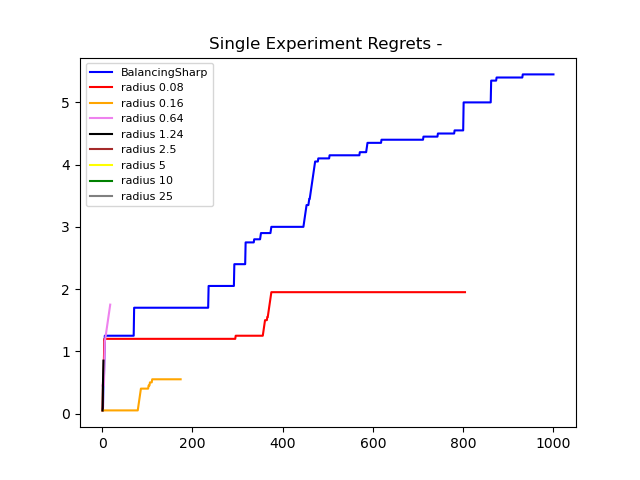 Single Experiment Regrets -
BalancingSharp
radius 0.08
radius 0.16
radius 0.64
radius 1.24
radius 2.5
radius 5
radius 10
radius 25
5
4
3
2
1
0
0 200 400 600 800 1000